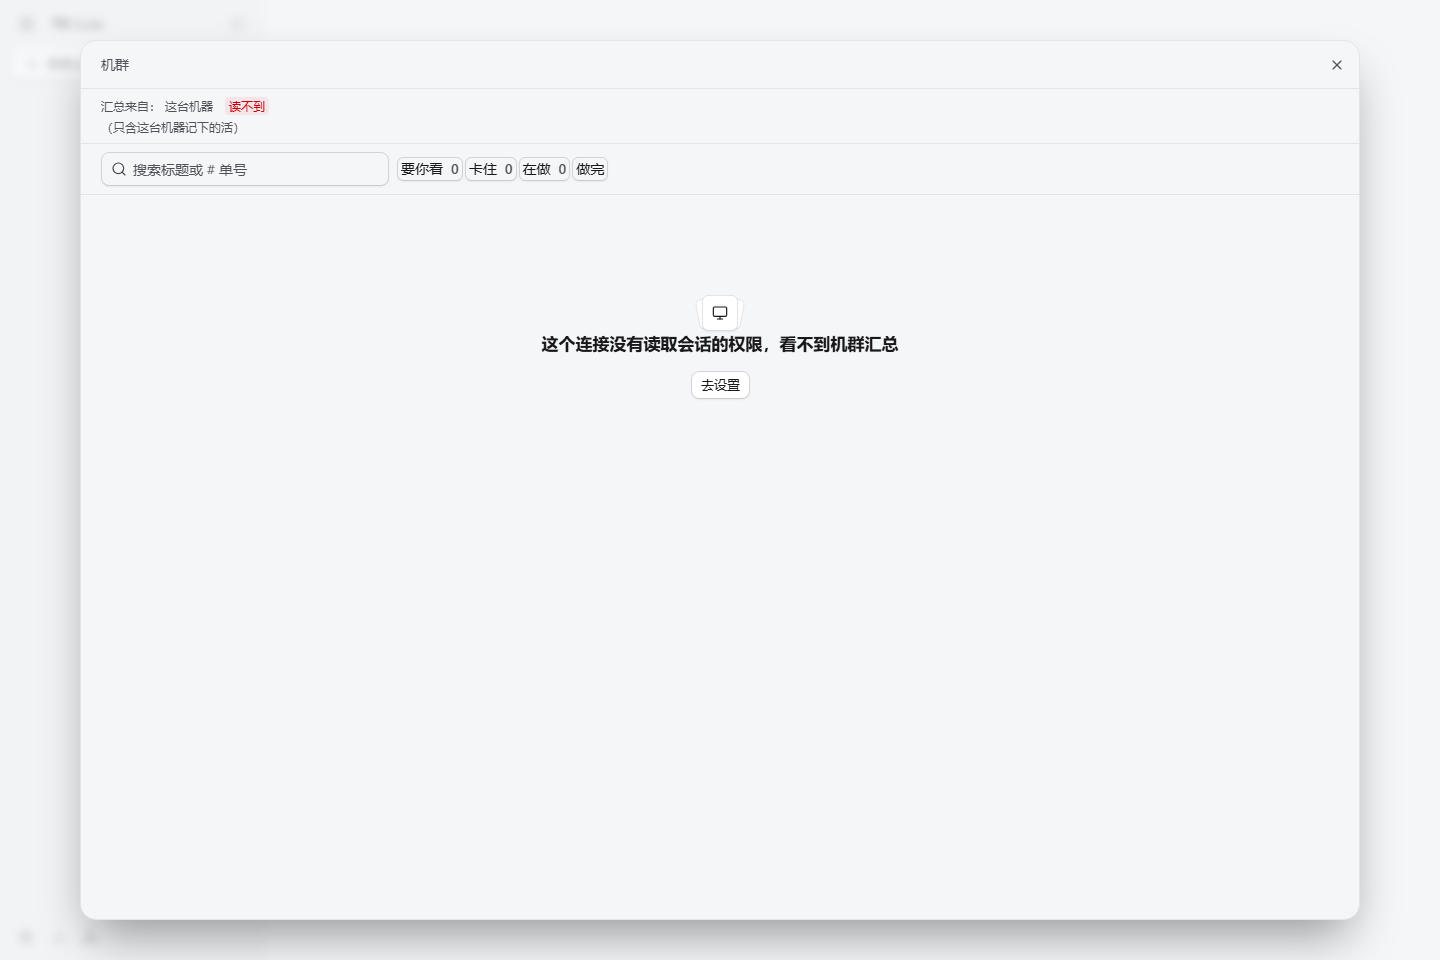 机群
汇总来自： 这台机器 读不到
（只含这台机器记下的活）
搜索标题或 # 单号
要你看 0 卡住 0 在做 0 做完
这个连接没有读取会话的权限，看不到机群汇总
去设置